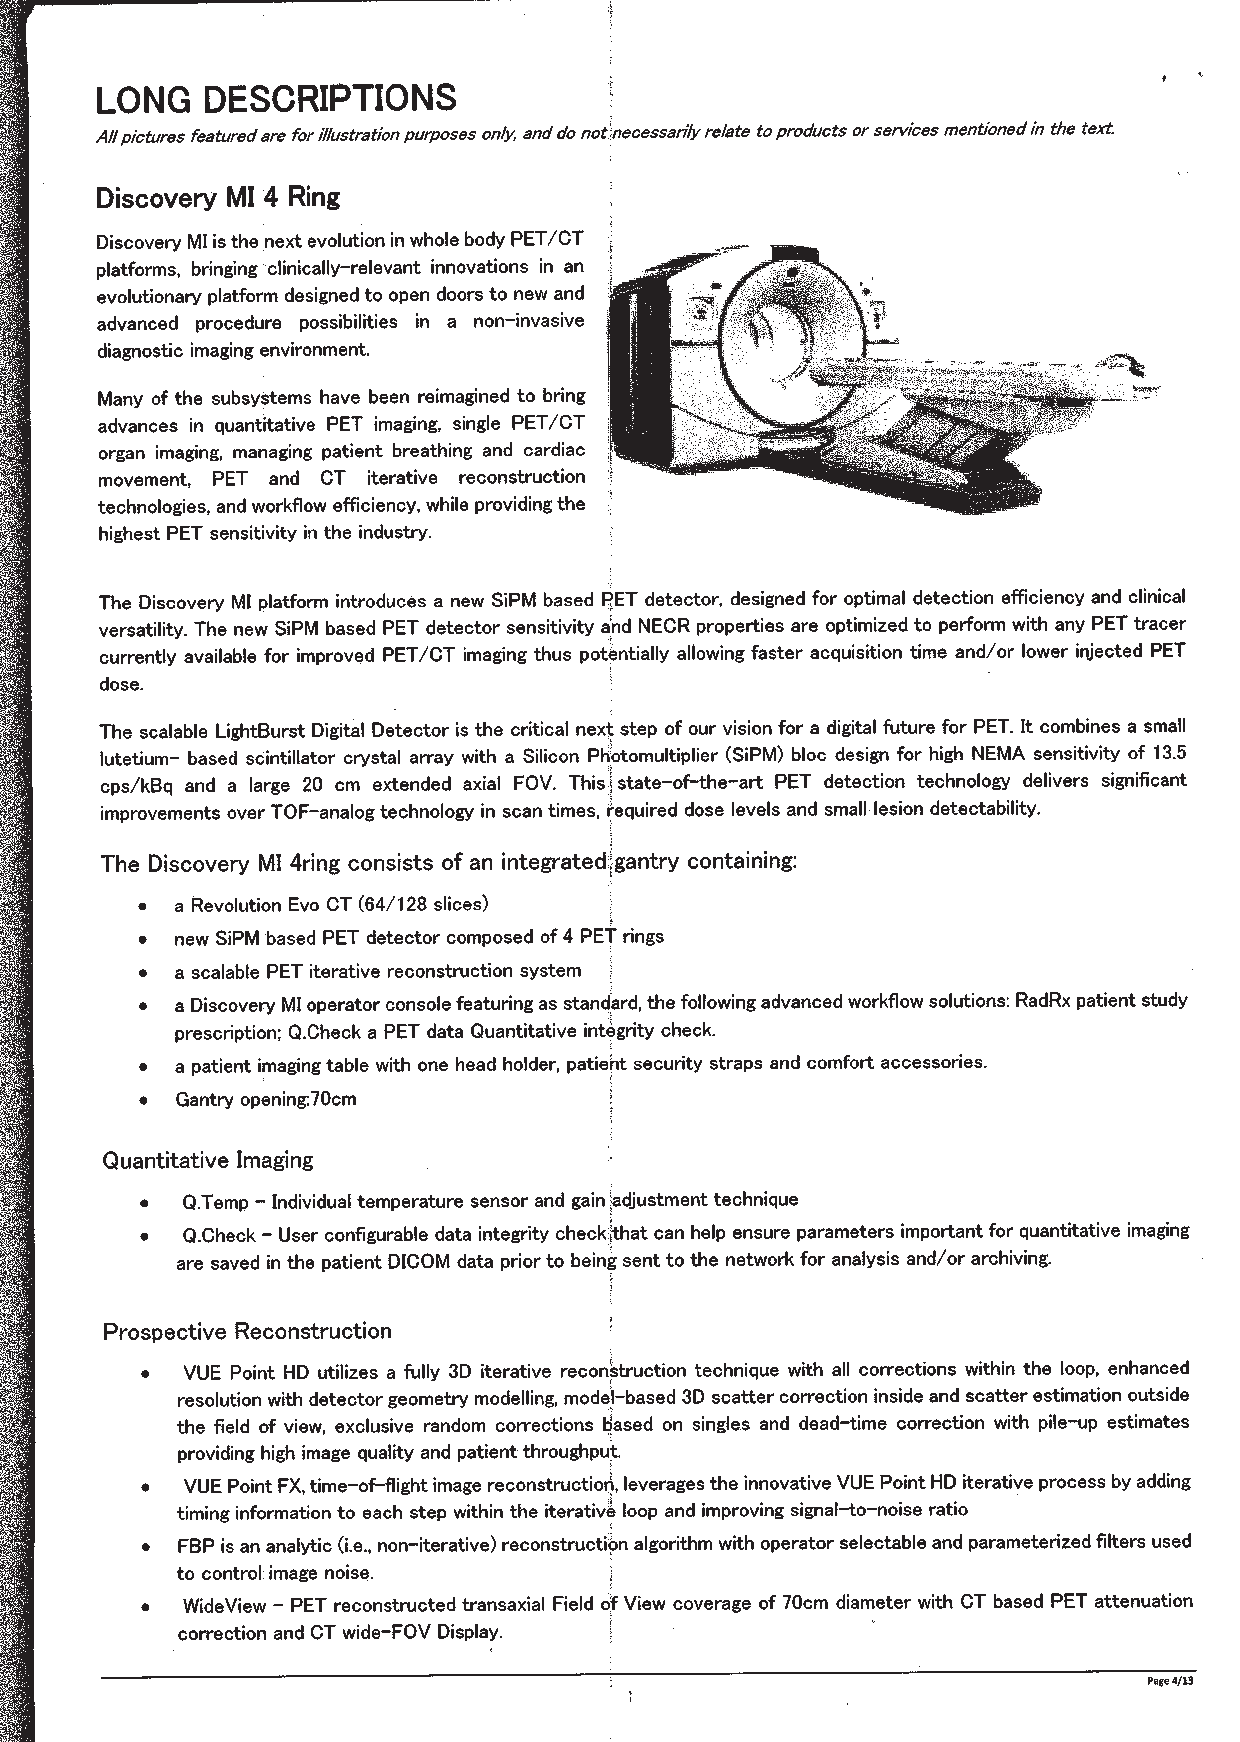 LONG DESCRIPTIONS
All pictures featured are for illustration purposes only, and do not necessarily relate to products or services mentioned in the text.
Discovery MI 4 Ring
Discovery MI is the next evolution in whole body PET/CT
platforms, bringing clinically-relevant innovations in an
evolutionary platform designed to open doors to new and
advanced procedure possibilities in a non-invasive
diagnostic imaging environment.
Many of the subsystems have been reimagined to bring
advances in quantitative PET imaging, single PET/CT
organ imaging, managing patient breathing and cardiac
movement, PET and CT iterative reconstruction
technologies, and workflow efficiency, while providing the
highest PET sensitivity in the industry.
The Discovery MI platform introduces a new SiPM based PET detector, designed for optimal detection efficiency and clinical
versatility. The new SiPM based PET detector sensitivity and NECR properties are optimized to perform with any PET tracer
currently available for improved PET/CT imaging thus potentially allowing faster acquisition time and/or lower injected PET
dose.
The scalable LightBurst Digital Detector is the critical next step of our vision for a digital future for PET. It combines a small
lutetium- based scintillator crystal array with a Silicon Photomultiplier (SiPM) bloc design for high NEMA sensitivity of 13.5
cps/kBq and a large 20 cm extended axial FOV. This state-of-the-art PET detection technology delivers significant
improvements over TOF-analog technology in scan times, required dose levels and small lesion detectability.
The Discovery MI 4ring consists of an integrated gantry containing:
• a Revolution Evo CT (64/128 slices)
• new SiPM based PET detector composed of 4 PET rings
• a scalable PET iterative reconstruction system
• a Discovery MI operator console featuring as standard, the following advanced workflow solutions: RadRx patient study
prescription; Q.Check a PET data Quantitative integrity check.
• a patient imaging table with one head holder, patient security straps and comfort accessories.
• Gantry opening:70cm
Quantitative Imaging
• Q.Temp - Individual temperature sensor and gain adjustment technique
• Q.Check - User configurable data integrity check that can help ensure parameters important for quantitative imaging
are saved in the patient DICOM data prior to being sent to the network for analysis and/or archiving.
Prospective Reconstruction
• VUE Point HD utilizes a fully 3D iterative reconstruction technique with all corrections within the loop, enhanced
resolution with detector geometry modelling, model-based 3D scatter correction inside and scatter estimation outside
the field of view, exclusive random corrections based on singles and dead-time correction with pile-up estimates
providing high image quality and patient throughput.
• VUE Point FX, time-of-flight image reconstruction, leverages the innovative VUE Point HD iterative process by adding
timing information to each step within the iterative loop and improving signal-to-noise ratio
• FBP is an analytic (i.e., non-iterative) reconstruction algorithm with operator selectable and parameterized filters used
to control image noise.
• WideView - PET reconstructed transaxial Field of View coverage of 70cm diameter with CT based PET attenuation
correction and CT wide-FOV Display.
Page 4/13